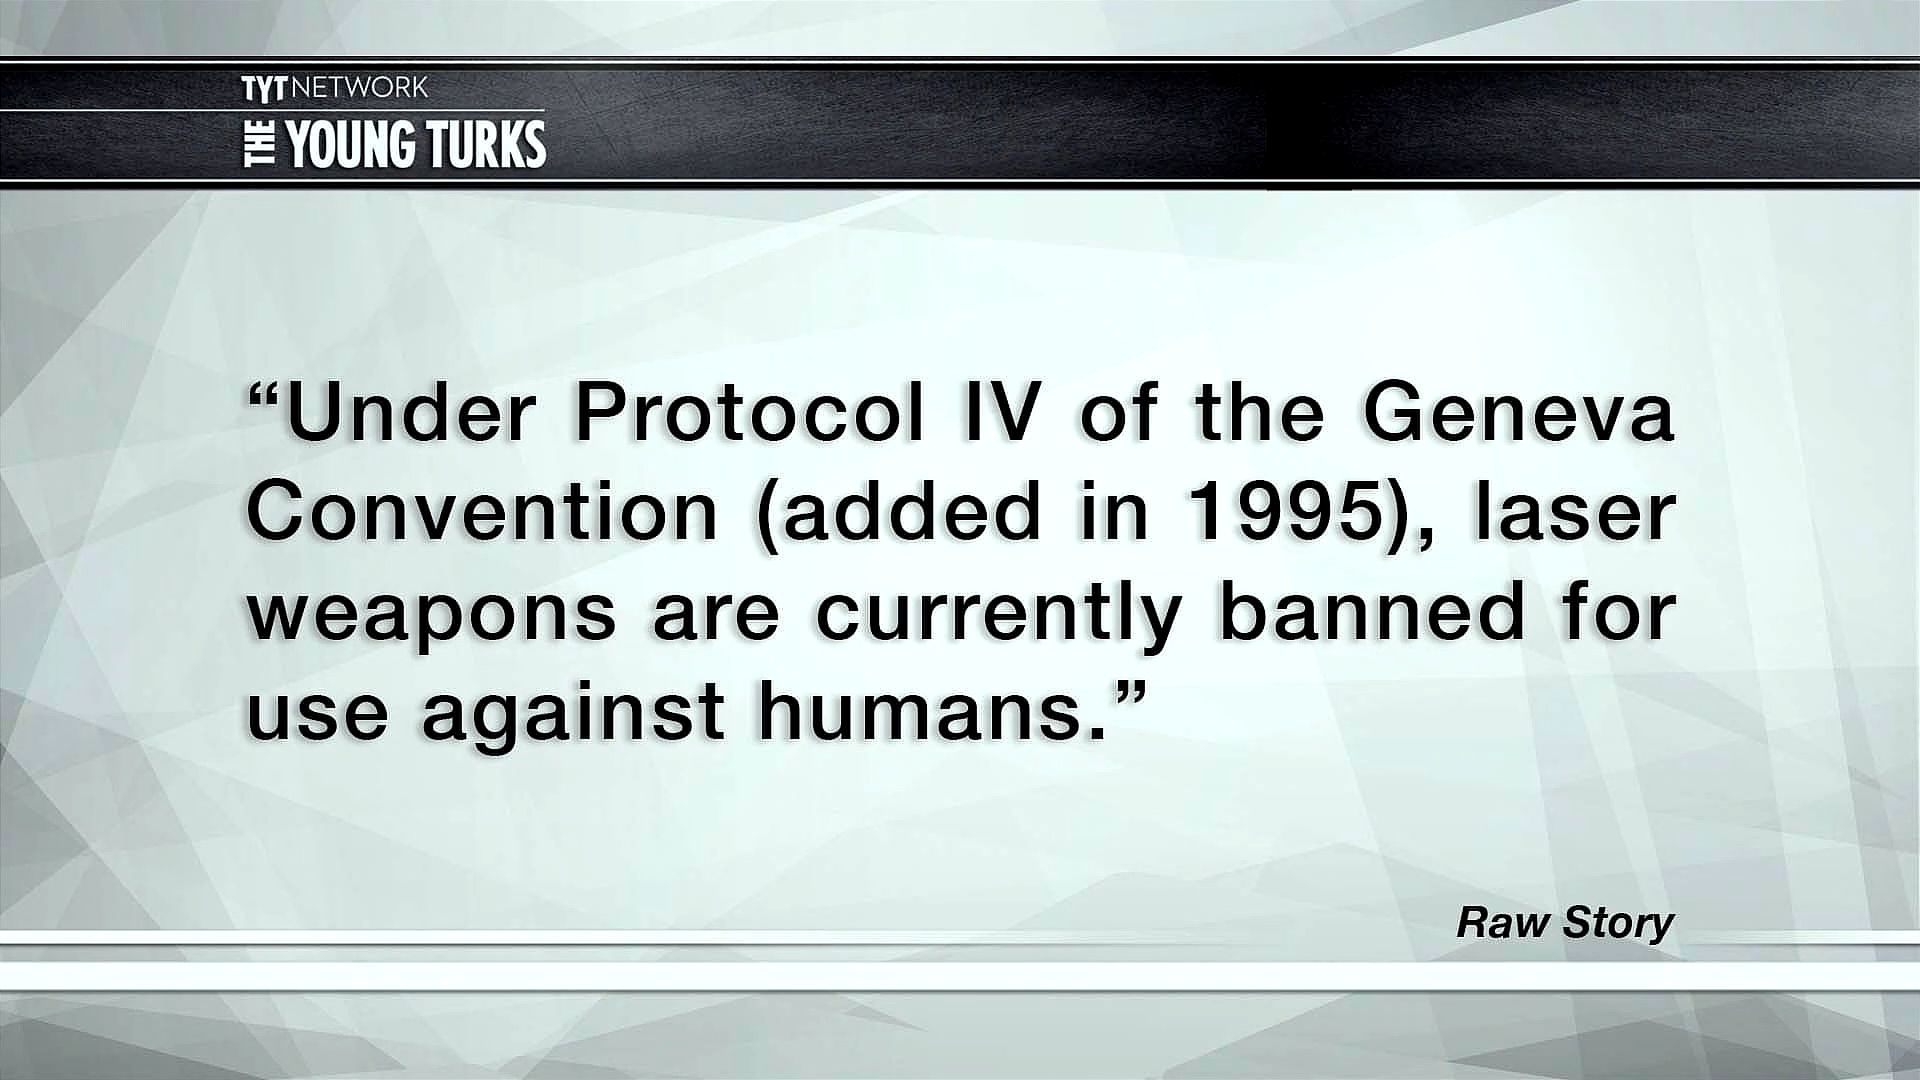 TYTNETWORK
THE YOUNG TURKS
“Under Protocol IV of the Geneva
Convention (added in 1995), laser
weapons are currently banned for
use against humans.”
Raw Story